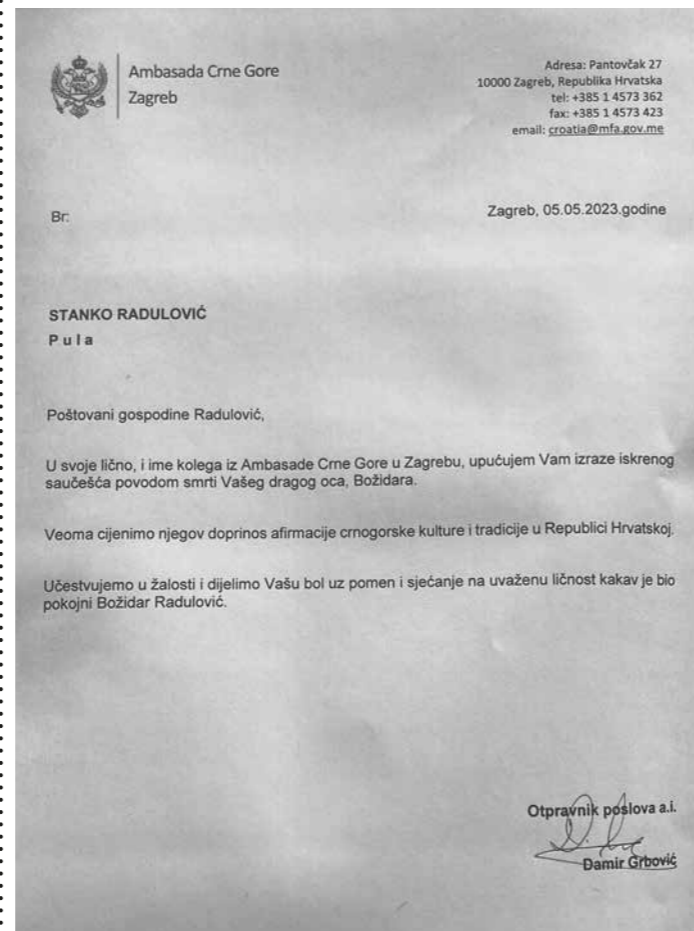 Ambasada Crne Gore
Zagreb
Adresa: Pantovčak 27
10000 Zagreb, Republika Hrvatska
tel: +385 1 4573 362
fax: +385 1 4573 423
email: croatia@mfa.gov.me
Br:
Zagreb, 05.05.2023.godine
STANKO RADULOVIĆ
P u l a
Poštovani gospodine Radulović,
U svoje lično, i ime kolega iz Ambasade Crne Gore u Zagrebu, upućujem Vam izraze iskrenog
saučešća povodom smrti Vašeg dragog oca, Božidara.
Veoma cijenimo njegov doprinos afirmacije crnogorske kulture i tradicije u Republici Hrvatskoj.
Učestvujemo u žalosti i dijelimo Vašu bol uz pomen i sjećanje na uvaženu ličnost kakav je bio
pokojni Božidar Radulović.
Otpravnik poslova a.i.
Damir Grbović